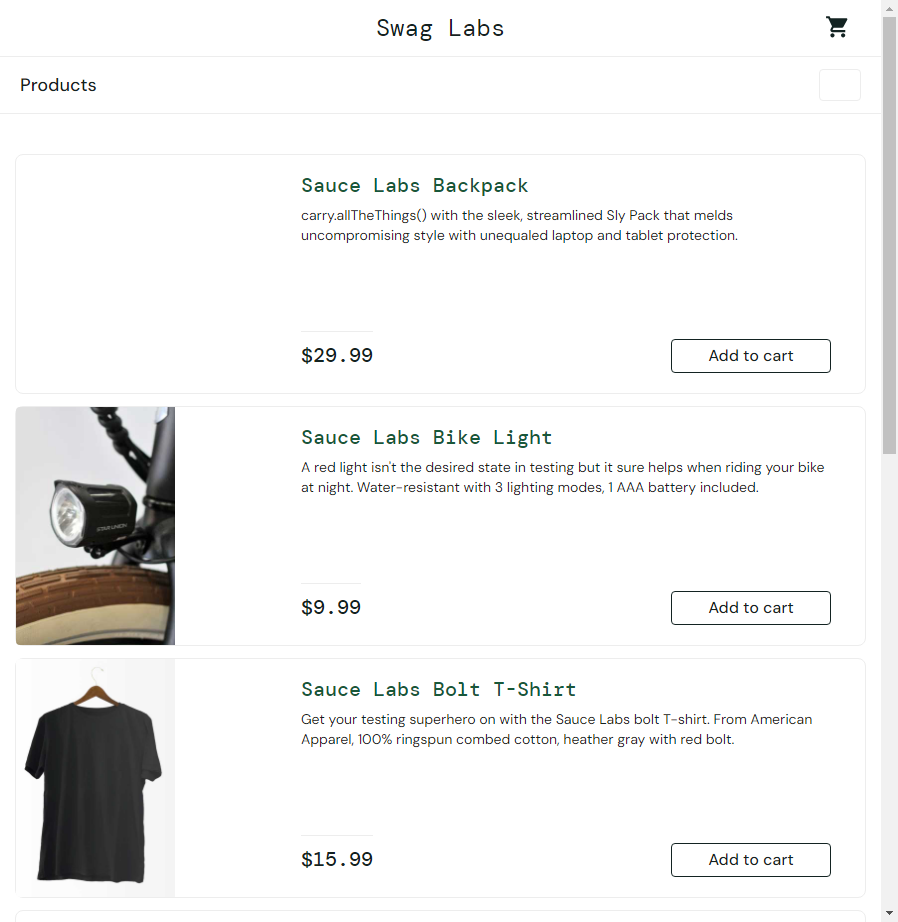 Swag Labs
Products
Sauce Labs Backpack
carry.allTheThings() with the sleek, streamlined Sly Pack that melds
uncompromising style with unequaled laptop and tablet protection.
$29.99
Add to cart
Sauce Labs Bike Light
A red light isn't the desired state in testing but it sure helps when riding your bike
at night. Water-resistant with 3 lighting modes, 1 AAA battery included.
$9.99
Add to cart
Sauce Labs Bolt T-Shirt
Get your testing superhero on with the Sauce Labs bolt T-shirt. From American
Apparel, 100% ringspun combed cotton, heather gray with red bolt.
$15.99
Add to cart